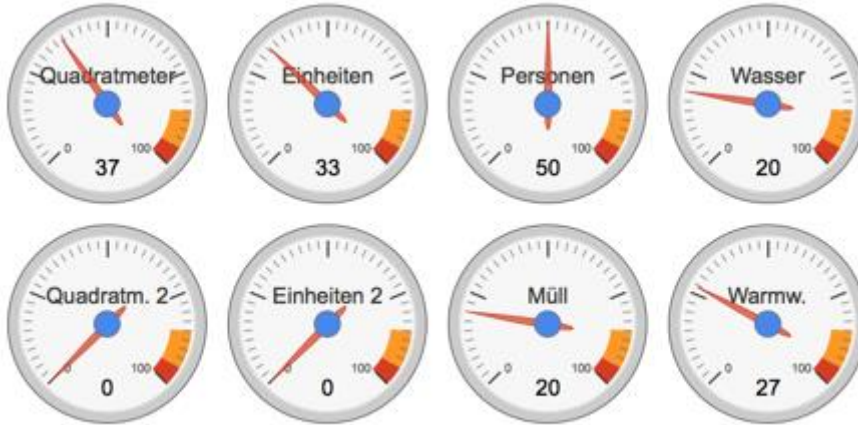 Quadratmeter
0 100
37
Einheiten
0 100
33
Personen
0 100
50
Wasser
0 100
20
Quadratm. 2
0 100
0
Einheiten 2
0 100
0
Müll
0 100
20
Warmw.
0 100
27